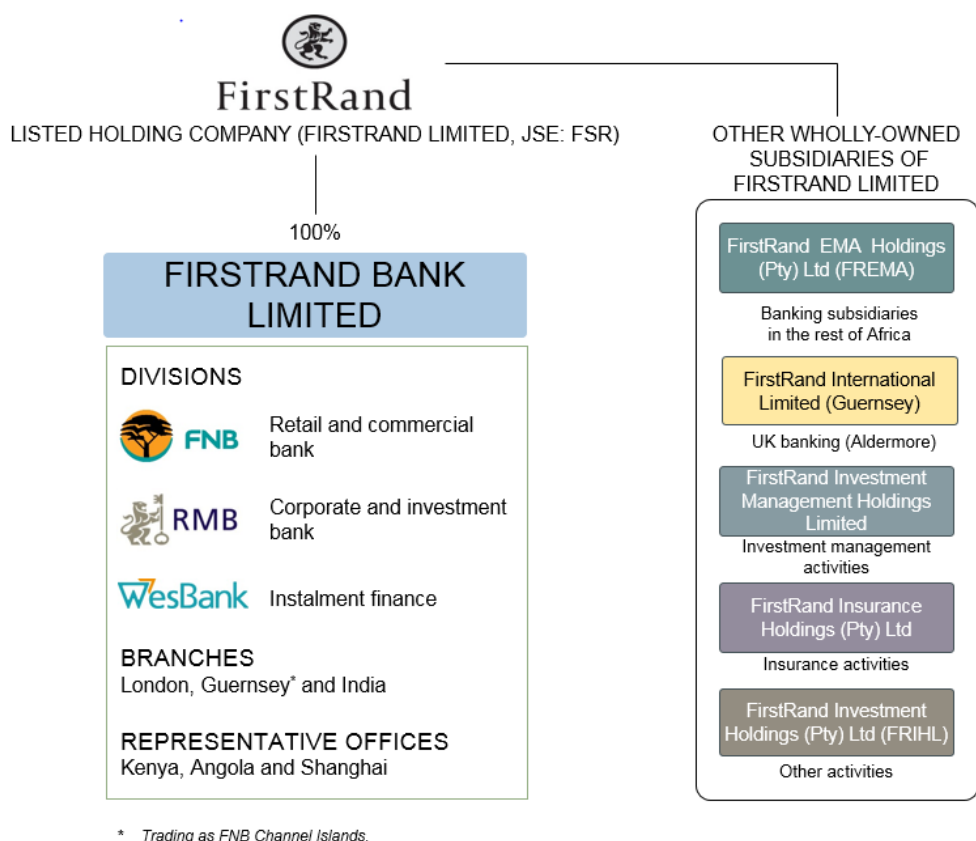 FirstRand
LISTED HOLDING COMPANY (FIRSTRAND LIMITED, JSE: FSR)
100%
FIRSTRAND BANK
LIMITED
DIVISIONS
FNB
Retail and commercial
bank
RMB
Corporate and investment
bank
WesBank
Instalment finance
BRANCHES
London, Guernsey* and India
REPRESENTATIVE OFFICES
Kenya, Angola and Shanghai
* Trading as FNB Channel Islands.
OTHER WHOLLY-OWNED
SUBSIDIARIES OF
FIRSTRAND LIMITED
FirstRand EMA Holdings
(Pty) Ltd (FREMA)
Banking subsidiaries
in the rest of Africa
FirstRand International
Limited (Guernsey)
UK banking (Aldermore)
FirstRand Investment
Management Holdings
Limited
Investment management
activities
FirstRand Insurance
Holdings (Pty) Ltd
Insurance activities
FirstRand Investment
Holdings (Pty) Ltd (FRIHL)
Other activities